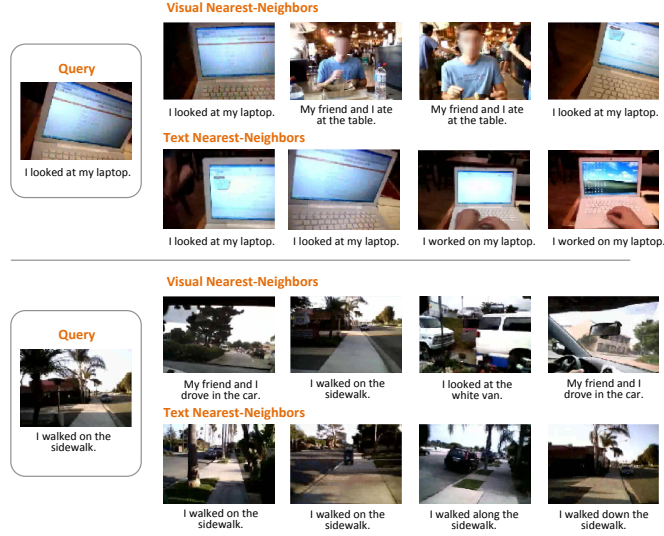 Visual Nearest-Neighbors
Query
I looked at my laptop.
I looked at my laptop.
My friend and I ate
at the table.
My friend and I ate
at the table.
I looked at my laptop.
Text Nearest-Neighbors
I looked at my laptop.
I looked at my laptop.
I worked on my laptop.
I worked on my laptop.
Visual Nearest-Neighbors
Query
I walked on the
sidewalk.
My friend and I
drove in the car.
I walked on the
sidewalk.
I looked at the
white van.
My friend and I
drove in the car.
Text Nearest-Neighbors
I walked on the
sidewalk.
I walked on the
sidewalk.
I walked along the
sidewalk.
I walked down the
sidewalk.